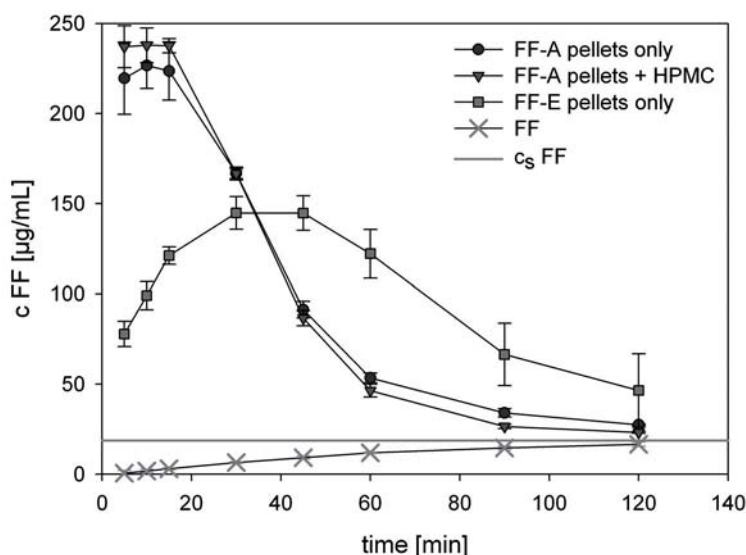 250
200
150
100
50
0
c FF [µg/mL]
FF-A pellets only
FF-A pellets + HPMC
FF-E pellets only
FF
cs FF
0 20 40 60 80 100 120 140
time [min]